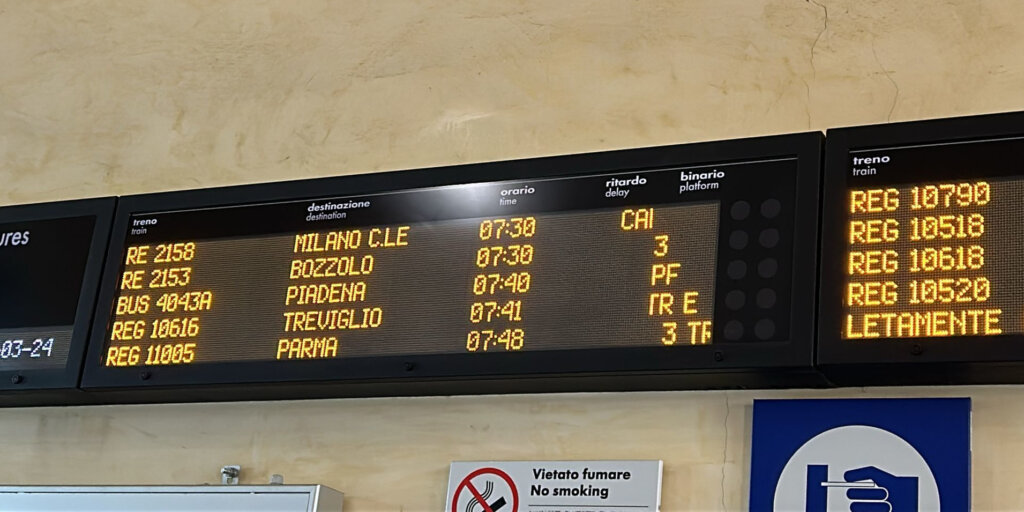 ures
-03-24
treno destinazione orario ritardo binario
train destination time delay platform
RE 2158 MILANO C.LE 07:30 CAI
RE 2153 BOZZOLO 07:30 3
BUS 4043A PIADENA 07:40 PF
REG 10616 TREVIGLIO 07:41 TR E
REG 11005 PARMA 07:48 3 TR
treno
train
REG 10790
REG 10518
REG 10618
REG 10520
LETAMENTE
Vietato fumare
No smoking